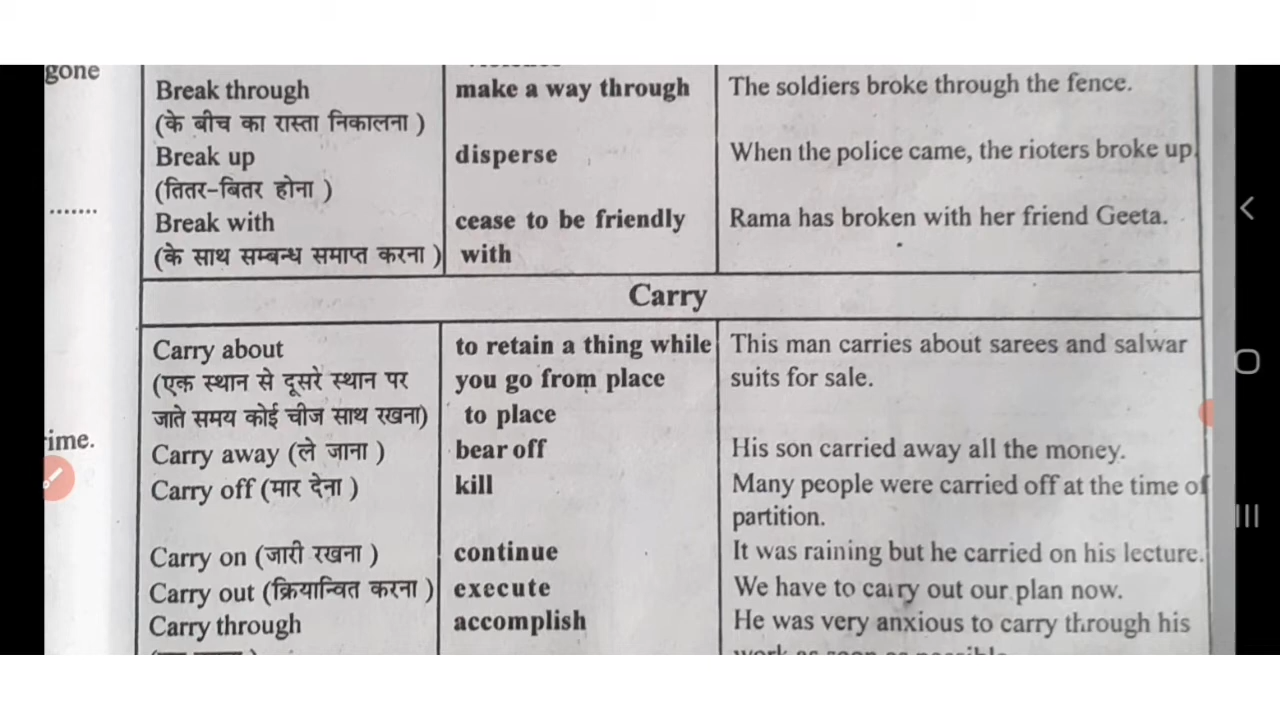 gone
Break through
make a way through
The soldiers broke through the fence.
(के बीच का रास्ता निकालना )
Break up
disperse
When the police came, the rioters broke up.
(तितर-बितर होना )
.......
Break with
cease to be friendly
Rama has broken with her friend Geeta.
(के साथ सम्बन्ध समाप्त करना )
with
Carry
Carry about
to retain a thing while
This man carries about sarees and salwar
(एक स्थान से दूसरे स्थान पर
you go from place
suits for sale.
जाते समय कोई चीज साथ रखना)
to place
ime.
Carry away (ले जाना )
bear off
His son carried away all the money.
Carry off (मार देना )
kill
Many people were carried off at the time of
partition.
Carry on (जारी रखना )
continue
It was raining but he carried on his lecture.
Carry out (क्रियान्वित करना )
execute
We have to carry out our plan now.
Carry through
accomplish
He was very anxious to carry through his